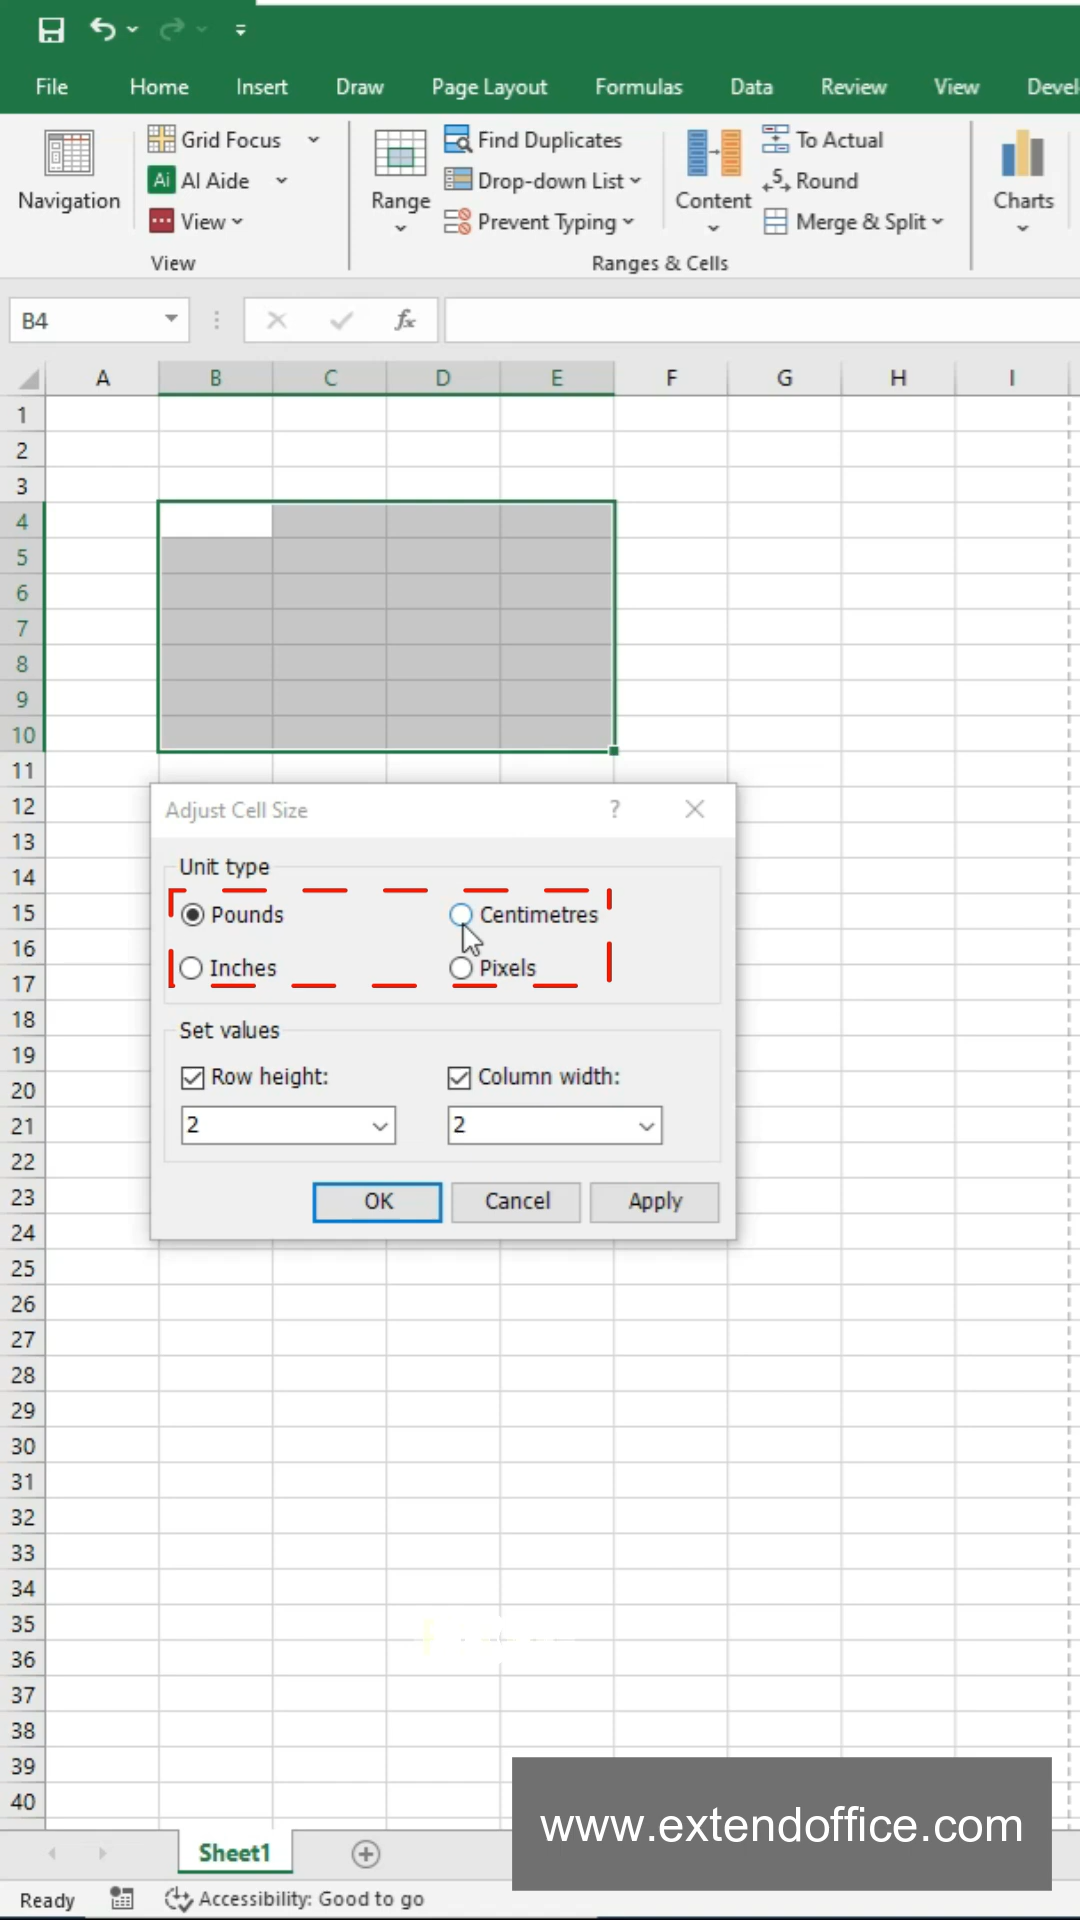 File Home Insert Draw Page Layout Formulas Data Review View Devel
Navigation
Grid Focus
Ai AI Aide
View
View
Range
Find Duplicates
Drop-down List
Prevent Typing
Content
To Actual
Round
Merge & Split
Ranges & Cells
Charts
B4
fx
A B C D E F G H I
1
2
3
4
5
6
7
8
9
10
11
12
13
14
15
16
17
18
19
20
21
22
23
24
25
26
27
28
29
30
31
32
33
34
35
36
37
38
39
40
Adjust Cell Size ?
Unit type
Pounds Centimetres
Inches Pixels
Set values
Row height: Column width:
2 2
OK Cancel Apply
www.extendoffice.com
Sheet1
Ready Accessibility: Good to go